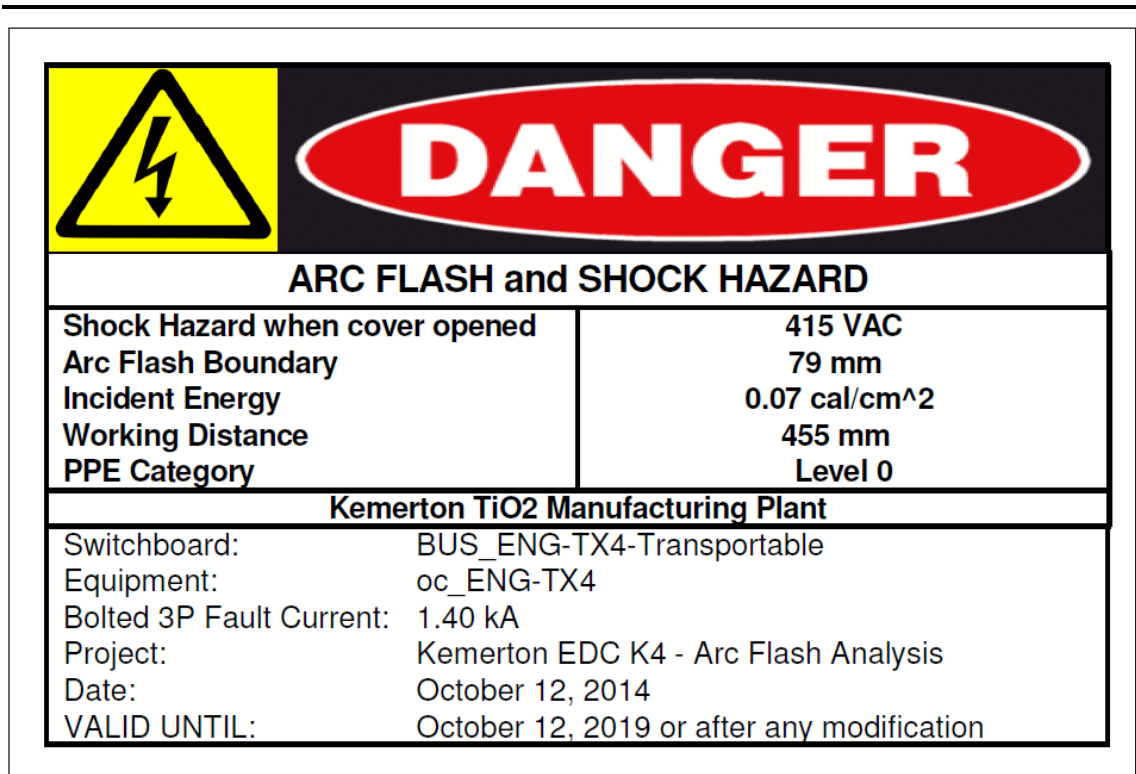 DANGER
ARC FLASH and SHOCK HAZARD
Shock Hazard when cover opened 415 VAC
Arc Flash Boundary 79 mm
Incident Energy 0.07 cal/cm^2
Working Distance 455 mm
PPE Category Level 0
Kemerton TiO2 Manufacturing Plant
Switchboard: BUS_ENG-TX4-Transportable
Equipment: oc_ENG-TX4
Bolted 3P Fault Current: 1.40 kA
Project: Kemerton EDC K4 - Arc Flash Analysis
Date: October 12, 2014
VALID UNTIL: October 12, 2019 or after any modification